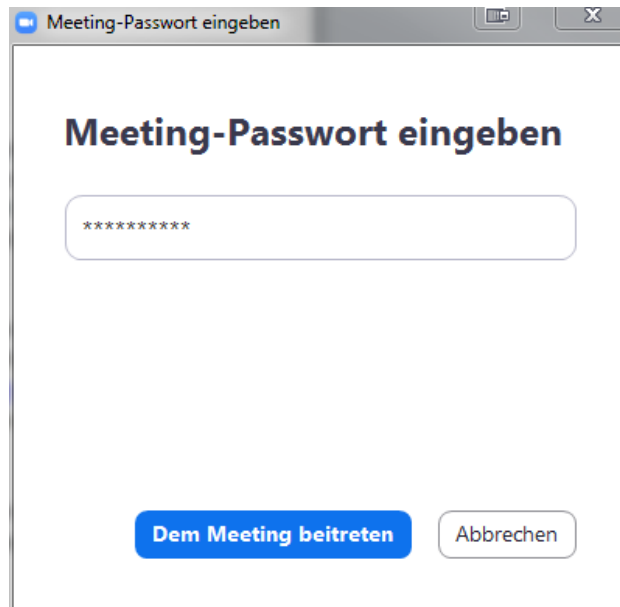 Meeting-Passwort eingeben
Meeting-Passwort eingeben
**********
Dem Meeting beitreten
Abbrechen